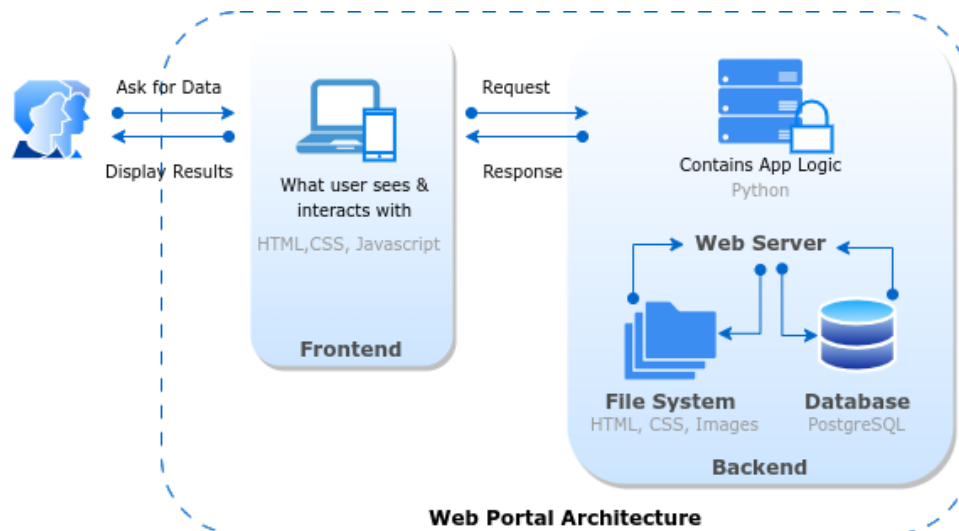 Ask for Data
Display Results
What user sees &
interacts with
HTML,CSS, Javascript
Frontend
Request
Response
Contains App Logic
Python
Web Server
File System
HTML, CSS, Images
Database
PostgreSQL
Backend
Web Portal Architecture